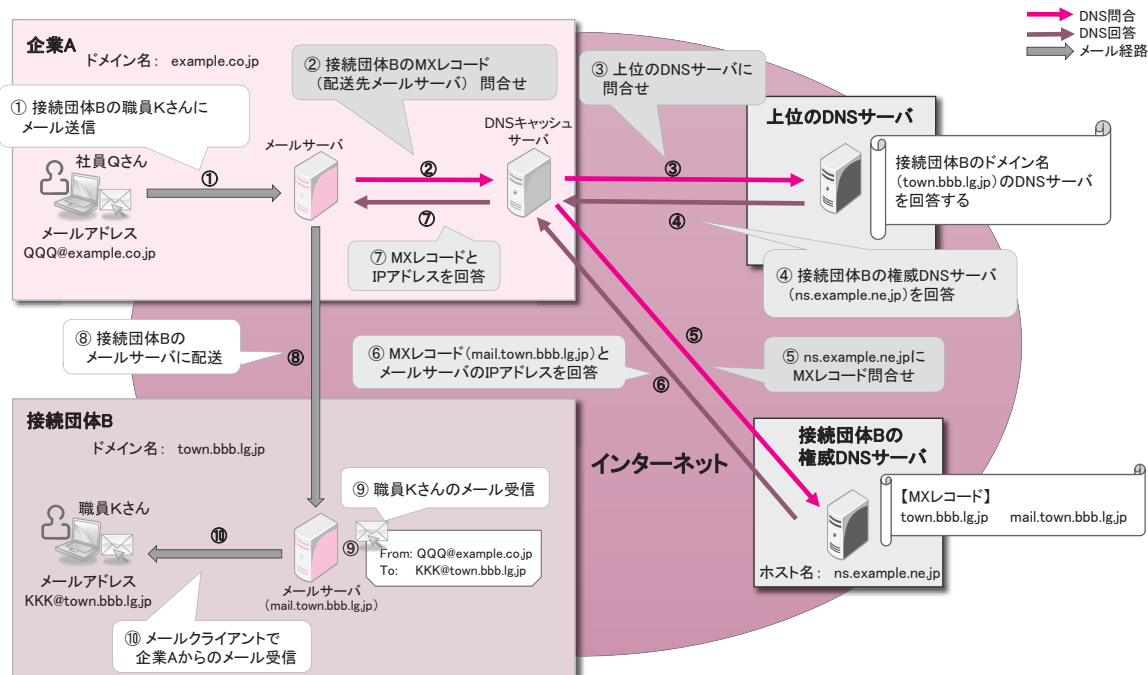 DNS問合
DNS回答
メール経路
企業A
ドメイン名： example.co.jp
① 接続団体Bの職員Kさんに
メール送信
② 接続団体BのMXレコード
（配送先メールサーバ） 問合せ
③ 上位のDNSサーバに
問合せ
社員Qさん
メールアドレス
QQQ@example.co.jp
①
メールサーバ
②
⑦
DNSキャッシュ
サーバ
③
④
上位のDNSサーバ
接続団体Bのドメイン名
（town.bbb.lg.jp）のDNSサーバ
を回答する
⑦ MXレコードと
IPアドレスを回答
④ 接続団体Bの権威DNSサーバ
（ns.example.ne.jp）を回答
⑧ 接続団体Bの
メールサーバに配送
⑧
⑥ MXレコード（mail.town.bbb.lg.jp）と
メールサーバのIPアドレスを回答
⑥
⑤
⑤ ns.example.ne.jpに
MXレコード問合せ
接続団体B
ドメイン名： town.bbb.lg.jp
インターネット
接続団体Bの
権威DNSサーバ
【MXレコード】
town.bbb.lg.jp mail.town.bbb.lg.jp
ホスト名： ns.example.ne.jp
職員Kさん
メールアドレス
KKK@town.bbb.lg.jp
⑩
⑨ 職員Kさんのメール受信
⑨
From: QQQ@example.co.jp
To: KKK@town.bbb.lg.jp
メールサーバ
（mail.town.bbb.lg.jp）
⑩ メールクライアントで
企業Aからのメール受信